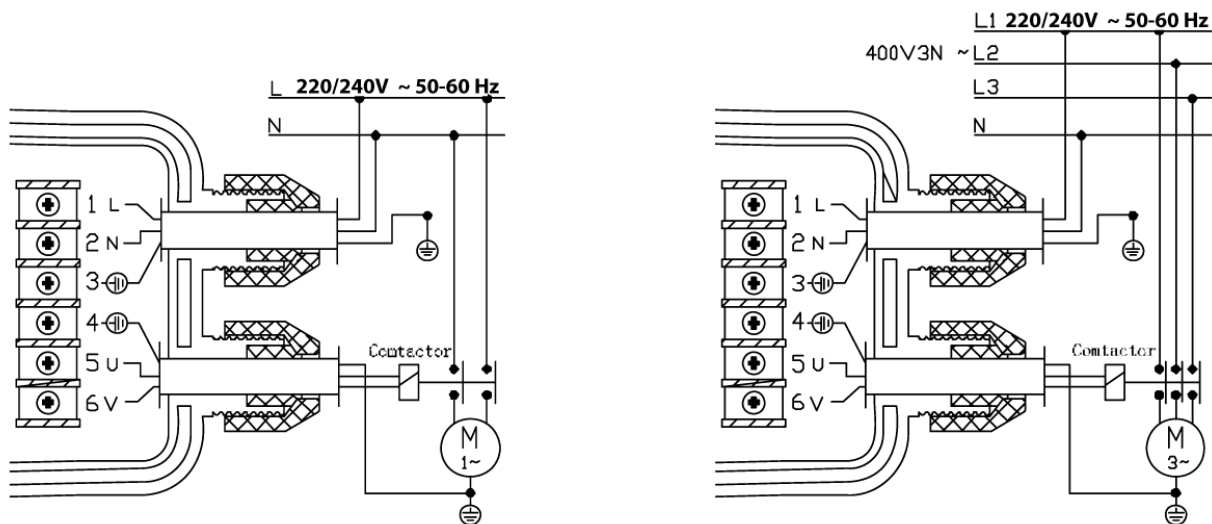 L 220/240V ~ 50-60 Hz
N
1 L
2 N
3
4
5 U
6 V
Comtactor
M
1~
L1 220/240V ~ 50-60 Hz
400V3N ~L2
L3
N
1 L
2 N
3
4
5 U
6 V
Comtactor
M
3~